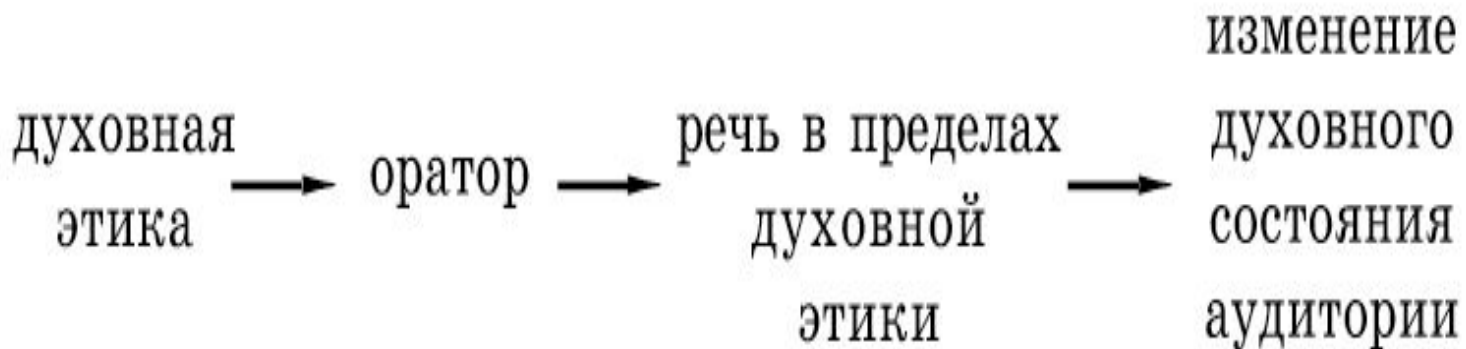 духовная
этика
оратор
речь в пределах
духовной
этики
изменение
духовного
состояния
аудитории